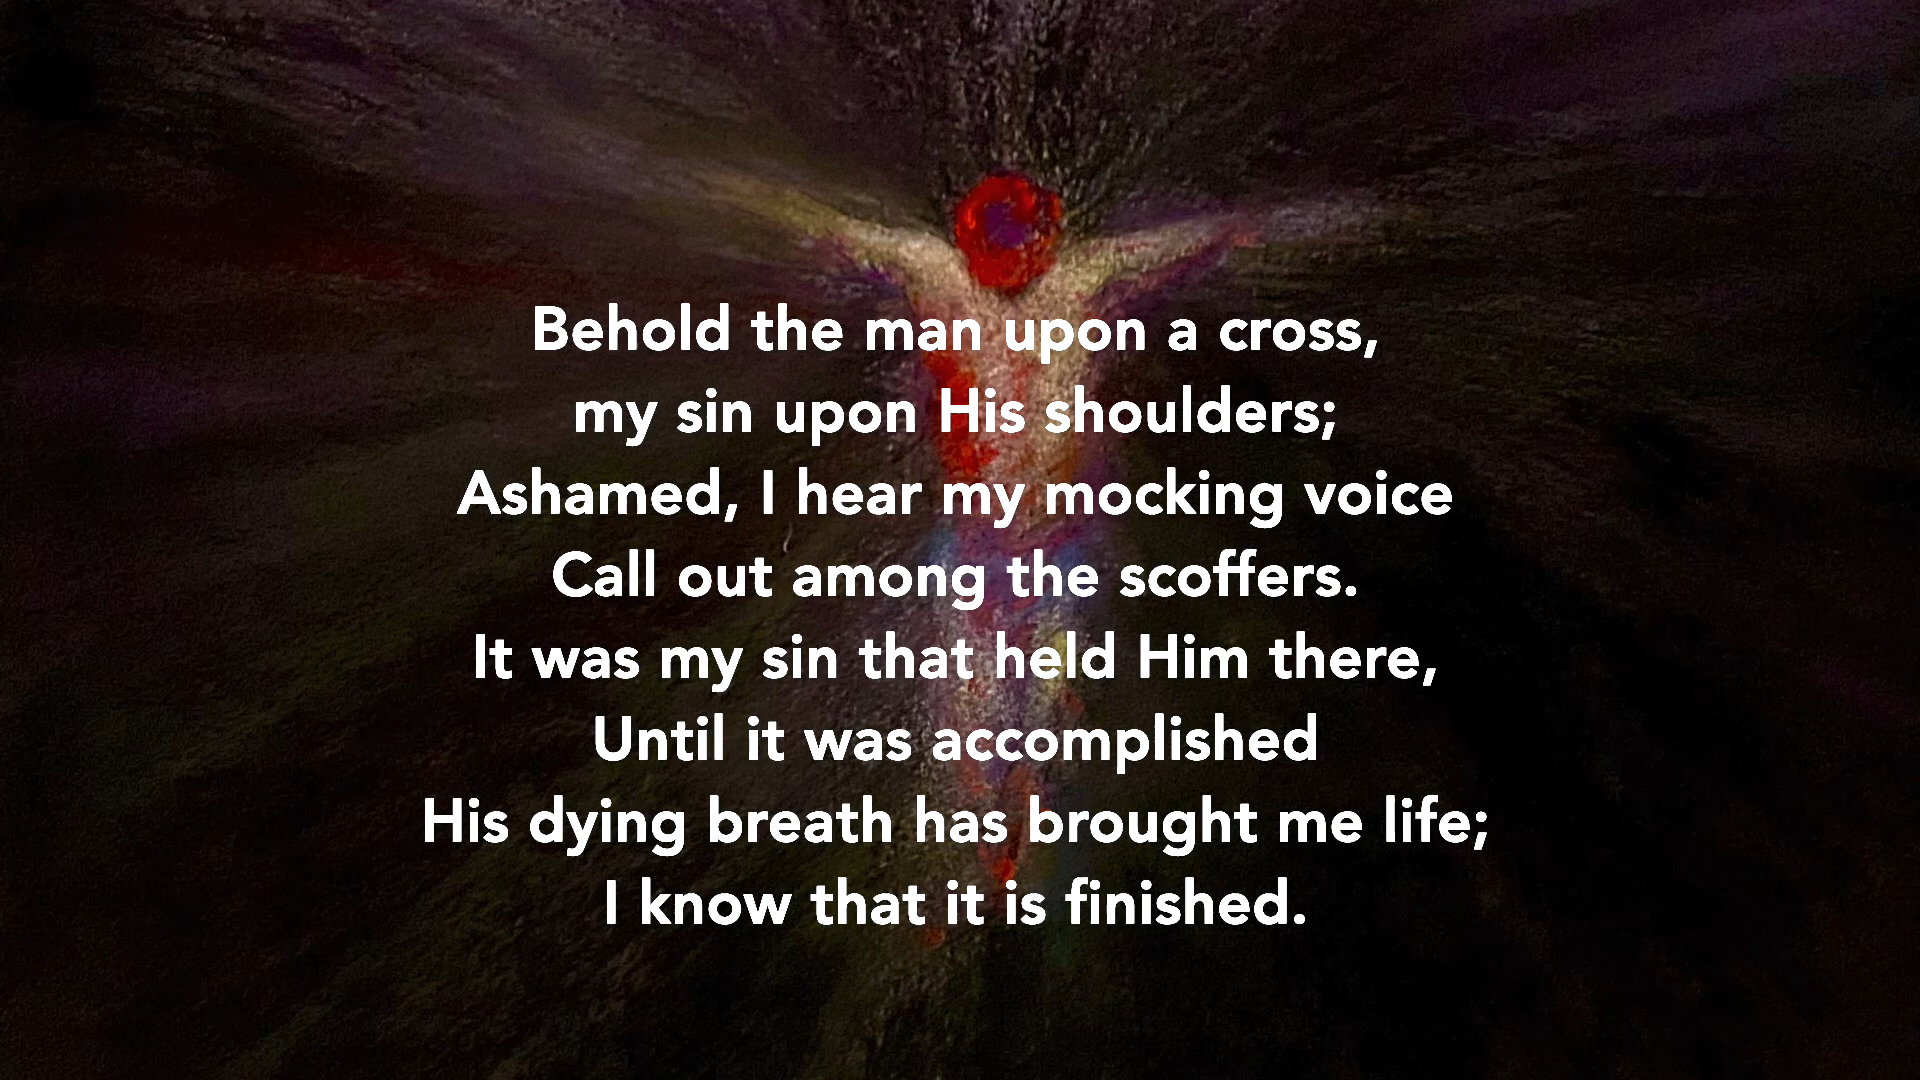 Behold the man upon a cross,
my sin upon His shoulders;
Ashamed, I hear my mocking voice
Call out among the scoffers.
It was my sin that held Him there,
Until it was accomplished
His dying breath has brought me life;
I know that it is finished.